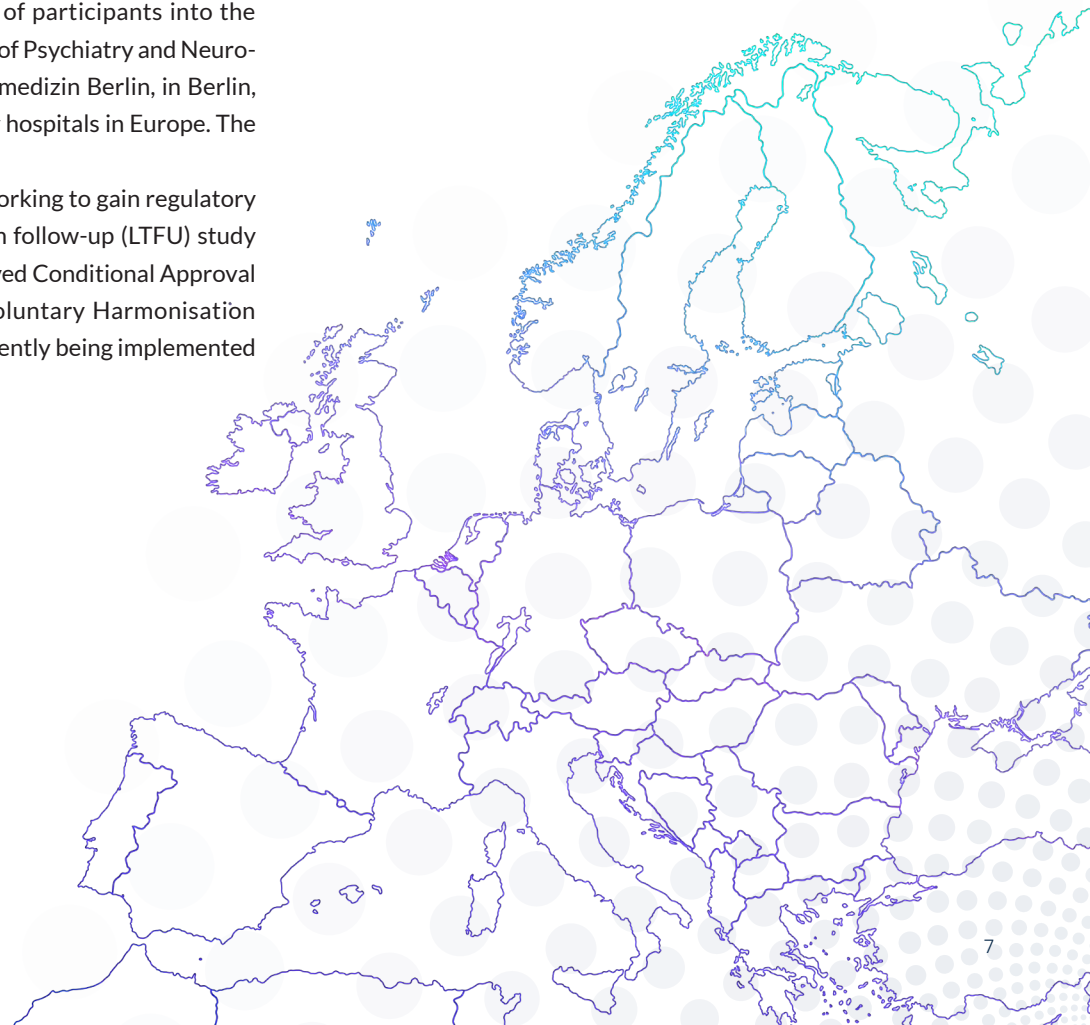 of participants into the
of Psychiatry and Neuro-
medizin Berlin, in Berlin,
hospitals in Europe. The
orking to gain regulatory
follow-up (LTFU) study
ved Conditional Approval
oluntary Harmonisation
ently being implemented
7